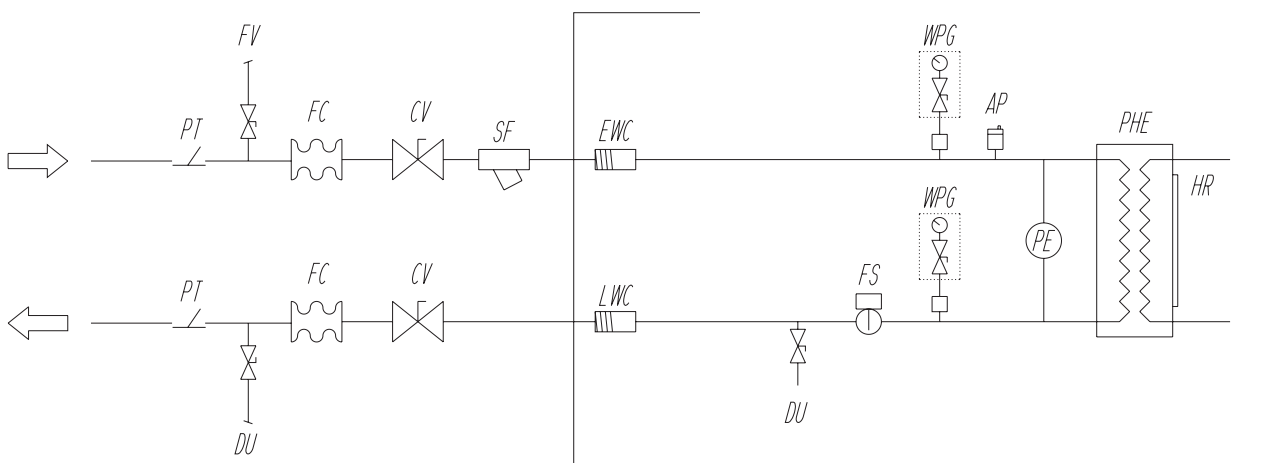 FV
WPG
PT
FC
CV
SF
EWC
AP
PHE
HR
WPG
PE
PT
FC
CV
LWC
FS
DU
DU